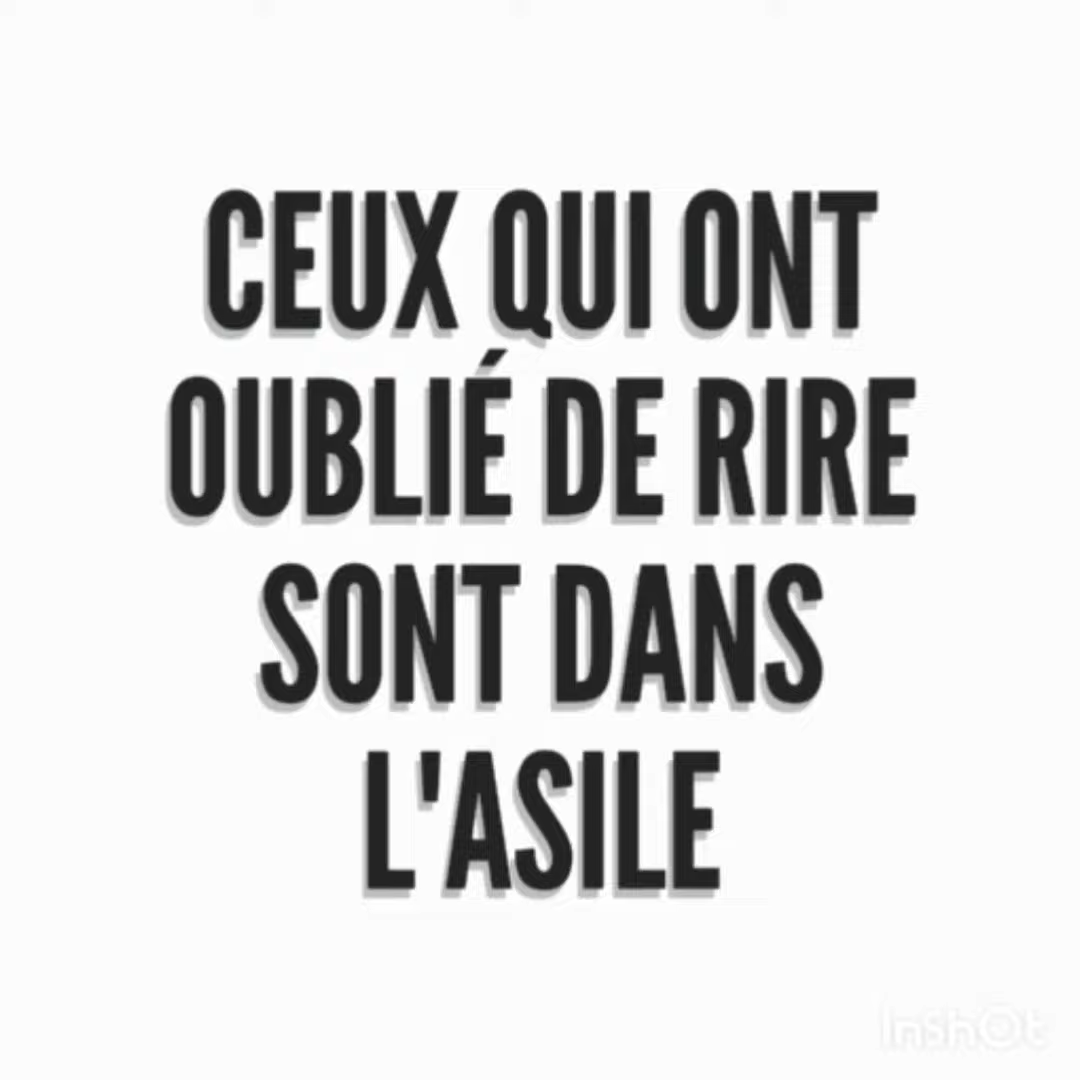 CEUX QUI ONT
OUBLIÉ DE RIRE
SONT DANS
L'ASILE
InshOt